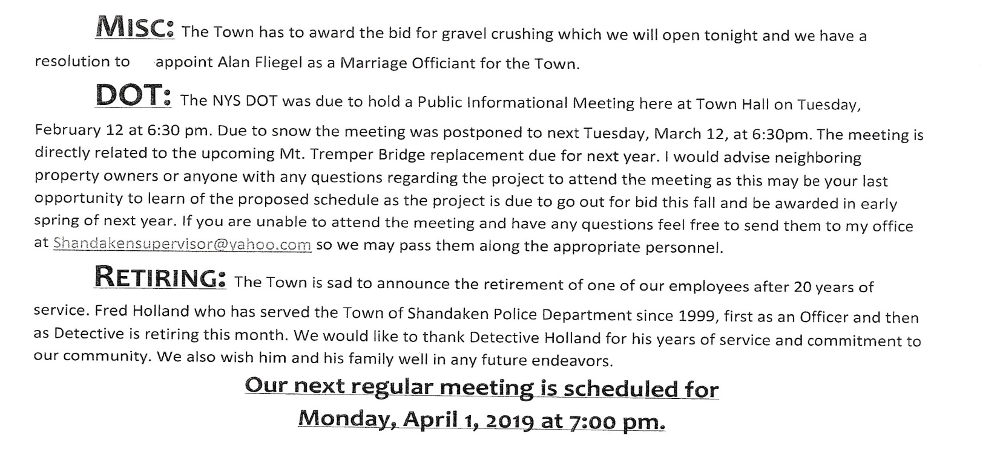 MISC: The Town has to award the bid for gravel crushing which we will open tonight and we have a
resolution to appoint Alan Fliegel as a Marriage Officiant for the Town.
DOT: The NYS DOT was due to hold a Public Informational Meeting here at Town Hall on Tuesday,
February 12 at 6:30 pm. Due to snow the meeting was postponed to next Tuesday, March 12, at 6:30pm. The meeting is
directly related to the upcoming Mt. Tremper Bridge replacement due for next year. I would advise neighboring
property owners or anyone with any questions regarding the project to attend the meeting as this may be your last
opportunity to learn of the proposed schedule as the project is due to go out for bid this fall and be awarded in early
spring of next year. If you are unable to attend the meeting and have any questions feel free to send them to my office
at Shandakensupervisor@yahoo.com so we may pass them along the appropriate personnel.
RETIRING: The Town is sad to announce the retirement of one of our employees after 20 years of
service. Fred Holland who has served the Town of Shandaken Police Department since 1999, first as an Officer and then
as Detective is retiring this month. We would like to thank Detective Holland for his years of service and commitment to
our community. We also wish him and his family well in any future endeavors.
Our next regular meeting is scheduled for
Monday, April 1, 2019 at 7:00 pm.